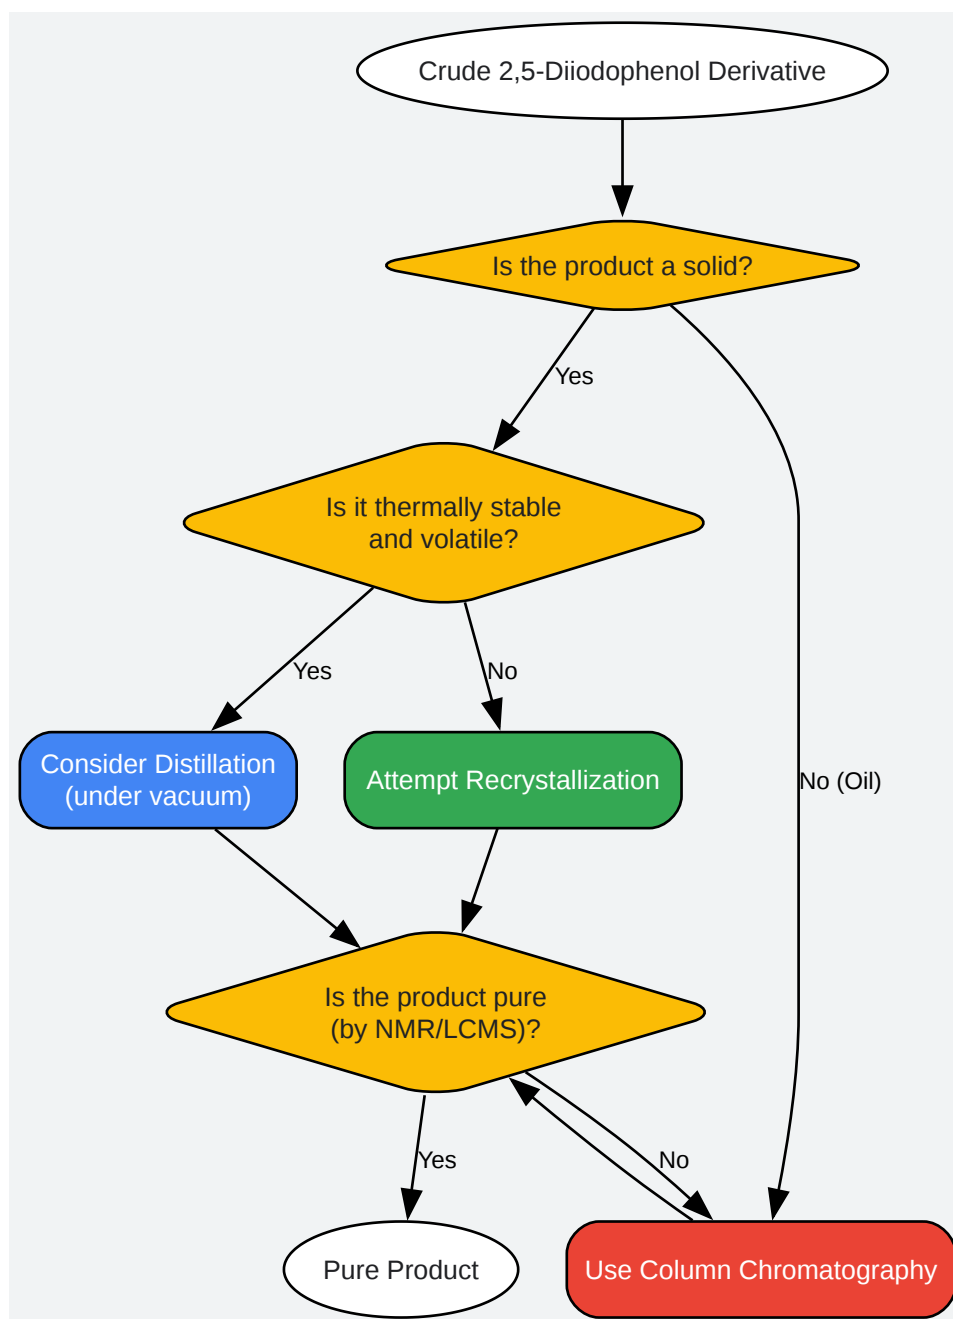 Crude 2,5-Diiodophenol Derivative
Is the product a solid?
Yes
Is it thermally stable
and volatile?
Yes
No
Consider Distillation
(under vacuum)
Attempt Recrystallization
No (Oil)
Is the product pure
(by NMR/LCMS)?
Yes
No
Pure Product
Use Column Chromatography